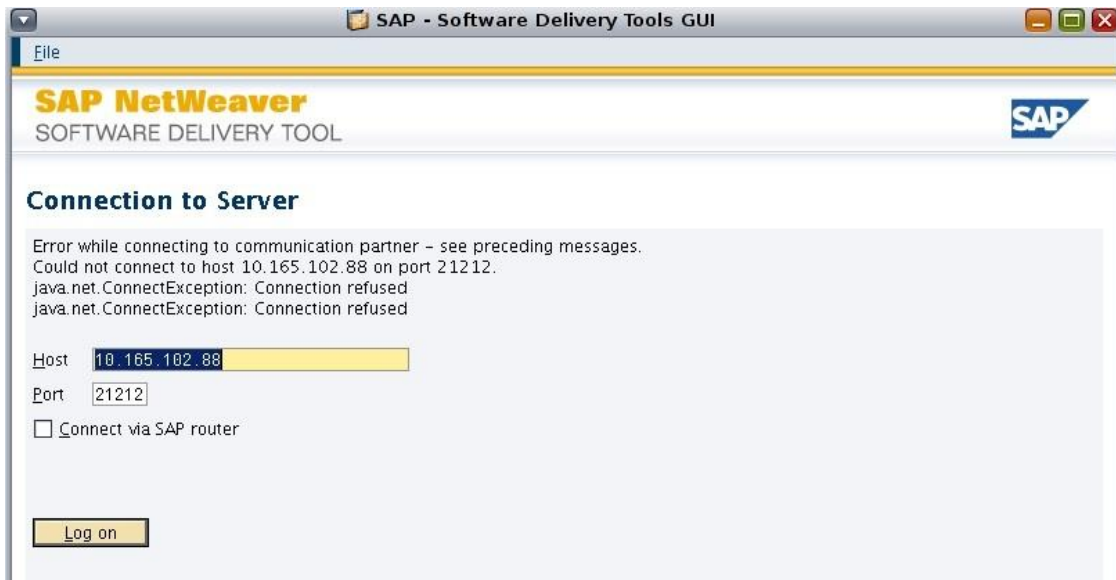 SAP - Software Delivery Tools GUI
File
SAP NetWeaver
SOFTWARE DELIVERY TOOL
SAP
Connection to Server
Error while connecting to communication partner – see preceding messages.
Could not connect to host 10.165.102.88 on port 21212.
java.net.ConnectException: Connection refused
java.net.ConnectException: Connection refused
Host 10.165.102.88
Port 21212
Connect via SAP router
Log on